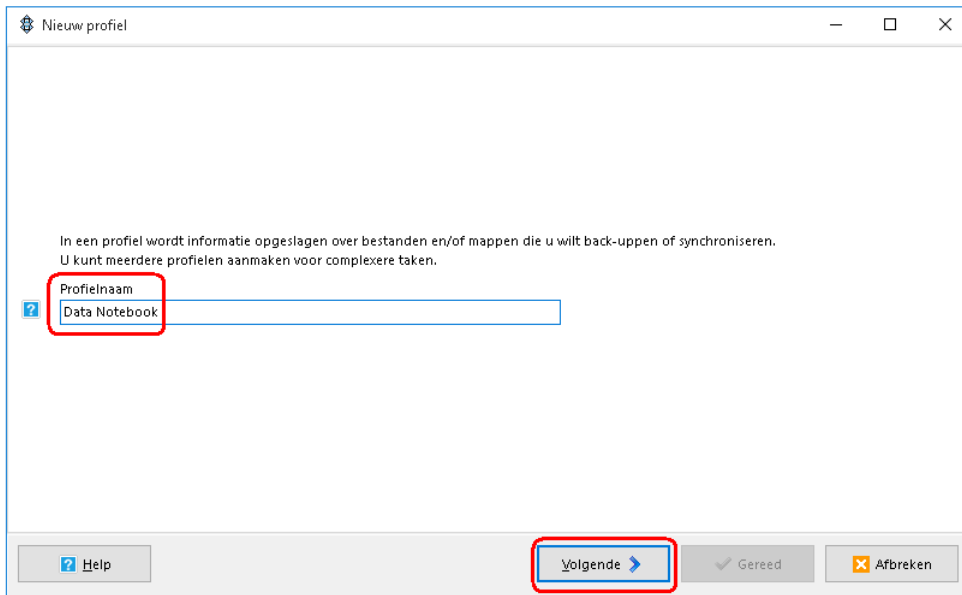 Nieuw profiel
In een profiel wordt informatie opgeslagen over bestanden en/of mappen die u wilt back-uppen of synchroniseren.
U kunt meerdere profielen aanmaken voor complexere taken.
Profielnaam
? Data Notebook
? Help
Volgende
Gereed
Afbreken